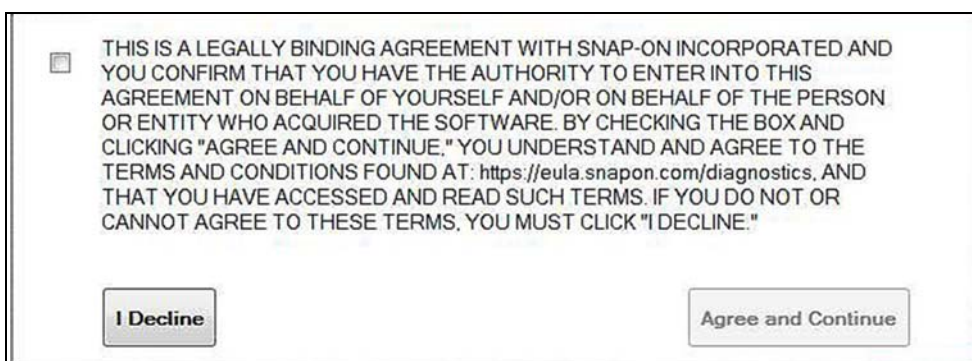 THIS IS A LEGALLY BINDING AGREEMENT WITH SNAP-ON INCORPORATED AND
YOU CONFIRM THAT YOU HAVE THE AUTHORITY TO ENTER INTO THIS
AGREEMENT ON BEHALF OF YOURSELF AND/OR ON BEHALF OF THE PERSON
OR ENTITY WHO ACQUIRED THE SOFTWARE. BY CHECKING THE BOX AND
CLICKING "AGREE AND CONTINUE," YOU UNDERSTAND AND AGREE TO THE
TERMS AND CONDITIONS FOUND AT: https://eula.snapon.com/diagnostics, AND
THAT YOU HAVE ACCESSED AND READ SUCH TERMS. IF YOU DO NOT OR
CANNOT AGREE TO THESE TERMS, YOU MUST CLICK "I DECLINE."
I Decline
Agree and Continue